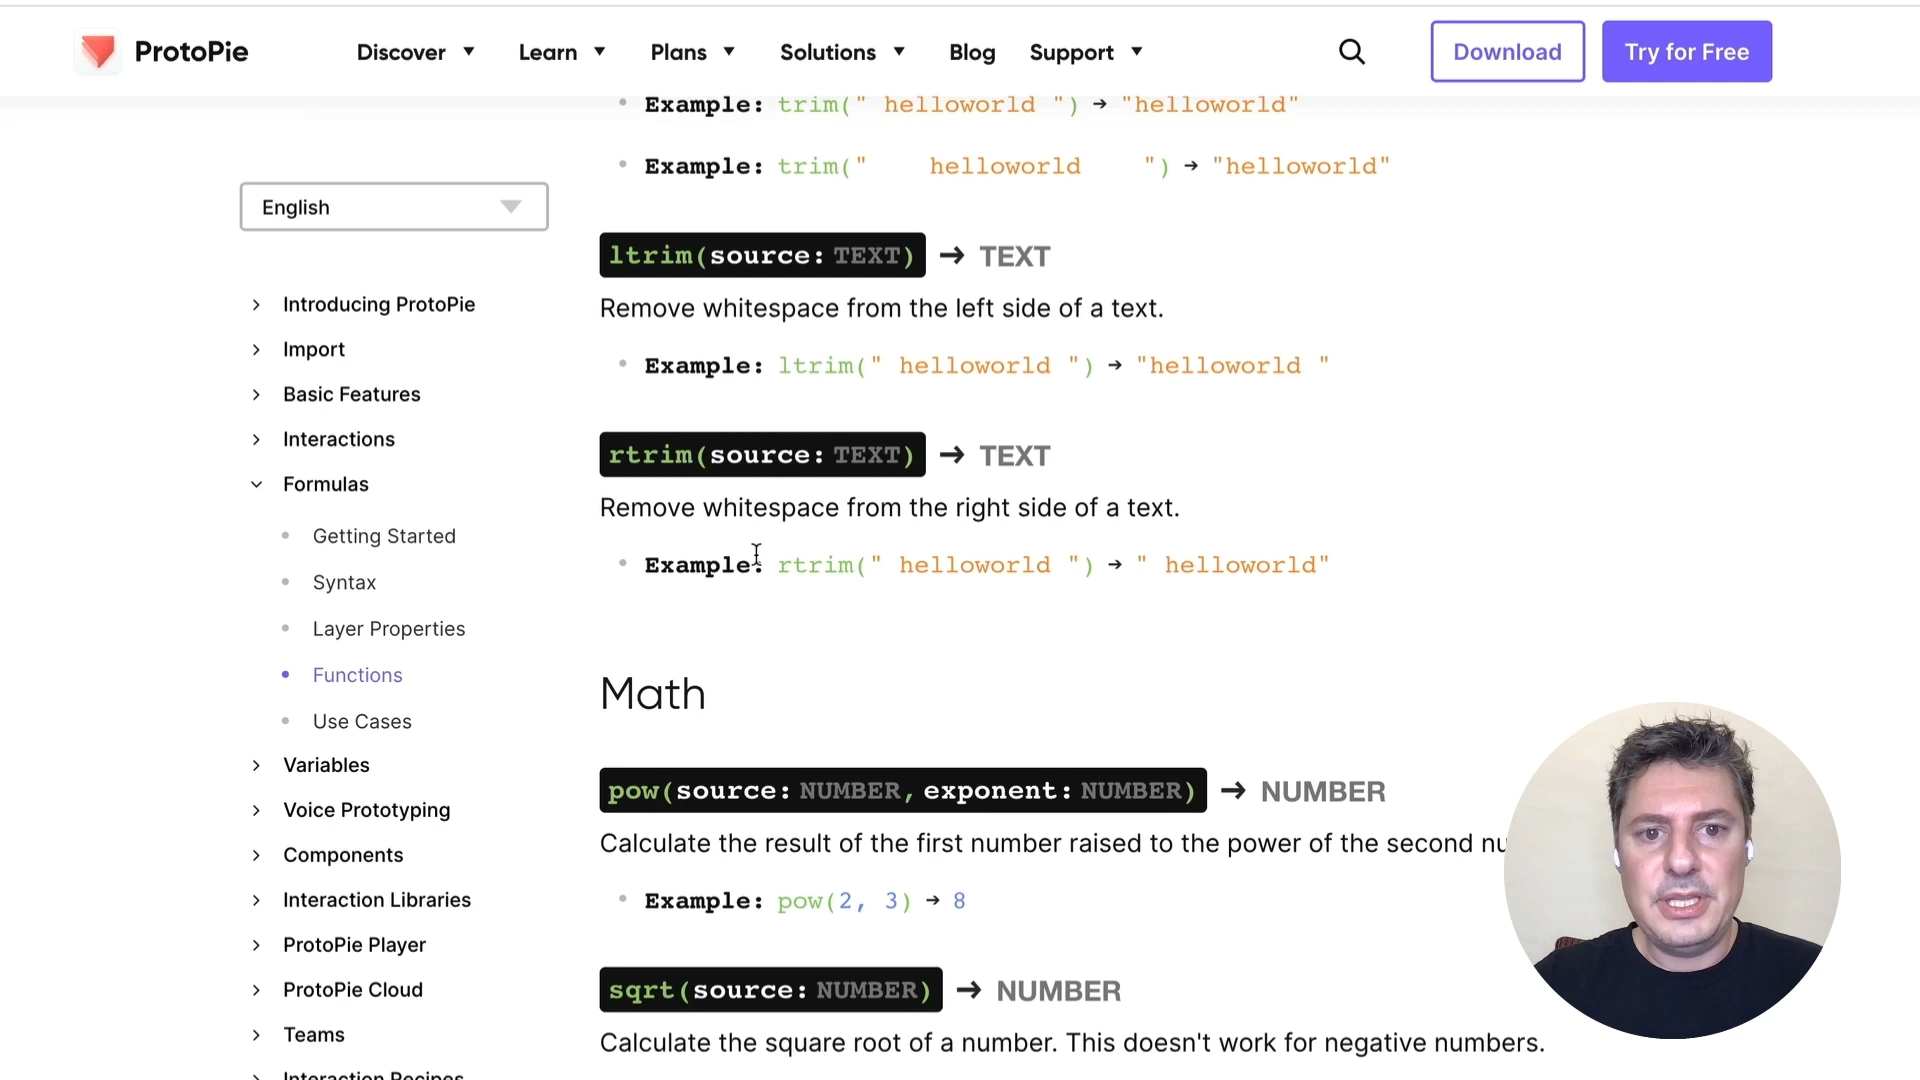 ProtoPie Discover Learn Plans Solutions Blog Support Download Try for Free
Example: trim(" helloworld ") → "helloworld"
Example: trim("    helloworld    ") → "helloworld"
English
ltrim(source: TEXT) → TEXT
Remove whitespace from the left side of a text.
Example: ltrim(" helloworld ") → "helloworld "
rtrim(source: TEXT) → TEXT
Remove whitespace from the right side of a text.
Example: rtrim(" helloworld ") → " helloworld"
Introducing ProtoPie
Import
Basic Features
Interactions
Formulas
Getting Started
Syntax
Layer Properties
Functions
Use Cases
Variables
Voice Prototyping
Components
Interaction Libraries
ProtoPie Player
ProtoPie Cloud
Teams
Interaction Recipes
Math
pow(source: NUMBER, exponent: NUMBER) → NUMBER
Calculate the result of the first number raised to the power of the second
Example: pow(2, 3) → 8
sqrt(source: NUMBER) → NUMBER
Calculate the square root of a number. This doesn't work for negative numbers.